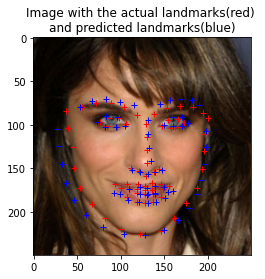 Image with the actual landmarks(red)
and predicted landmarks(blue)
0
50
100
150
200
0 50 100 150 200